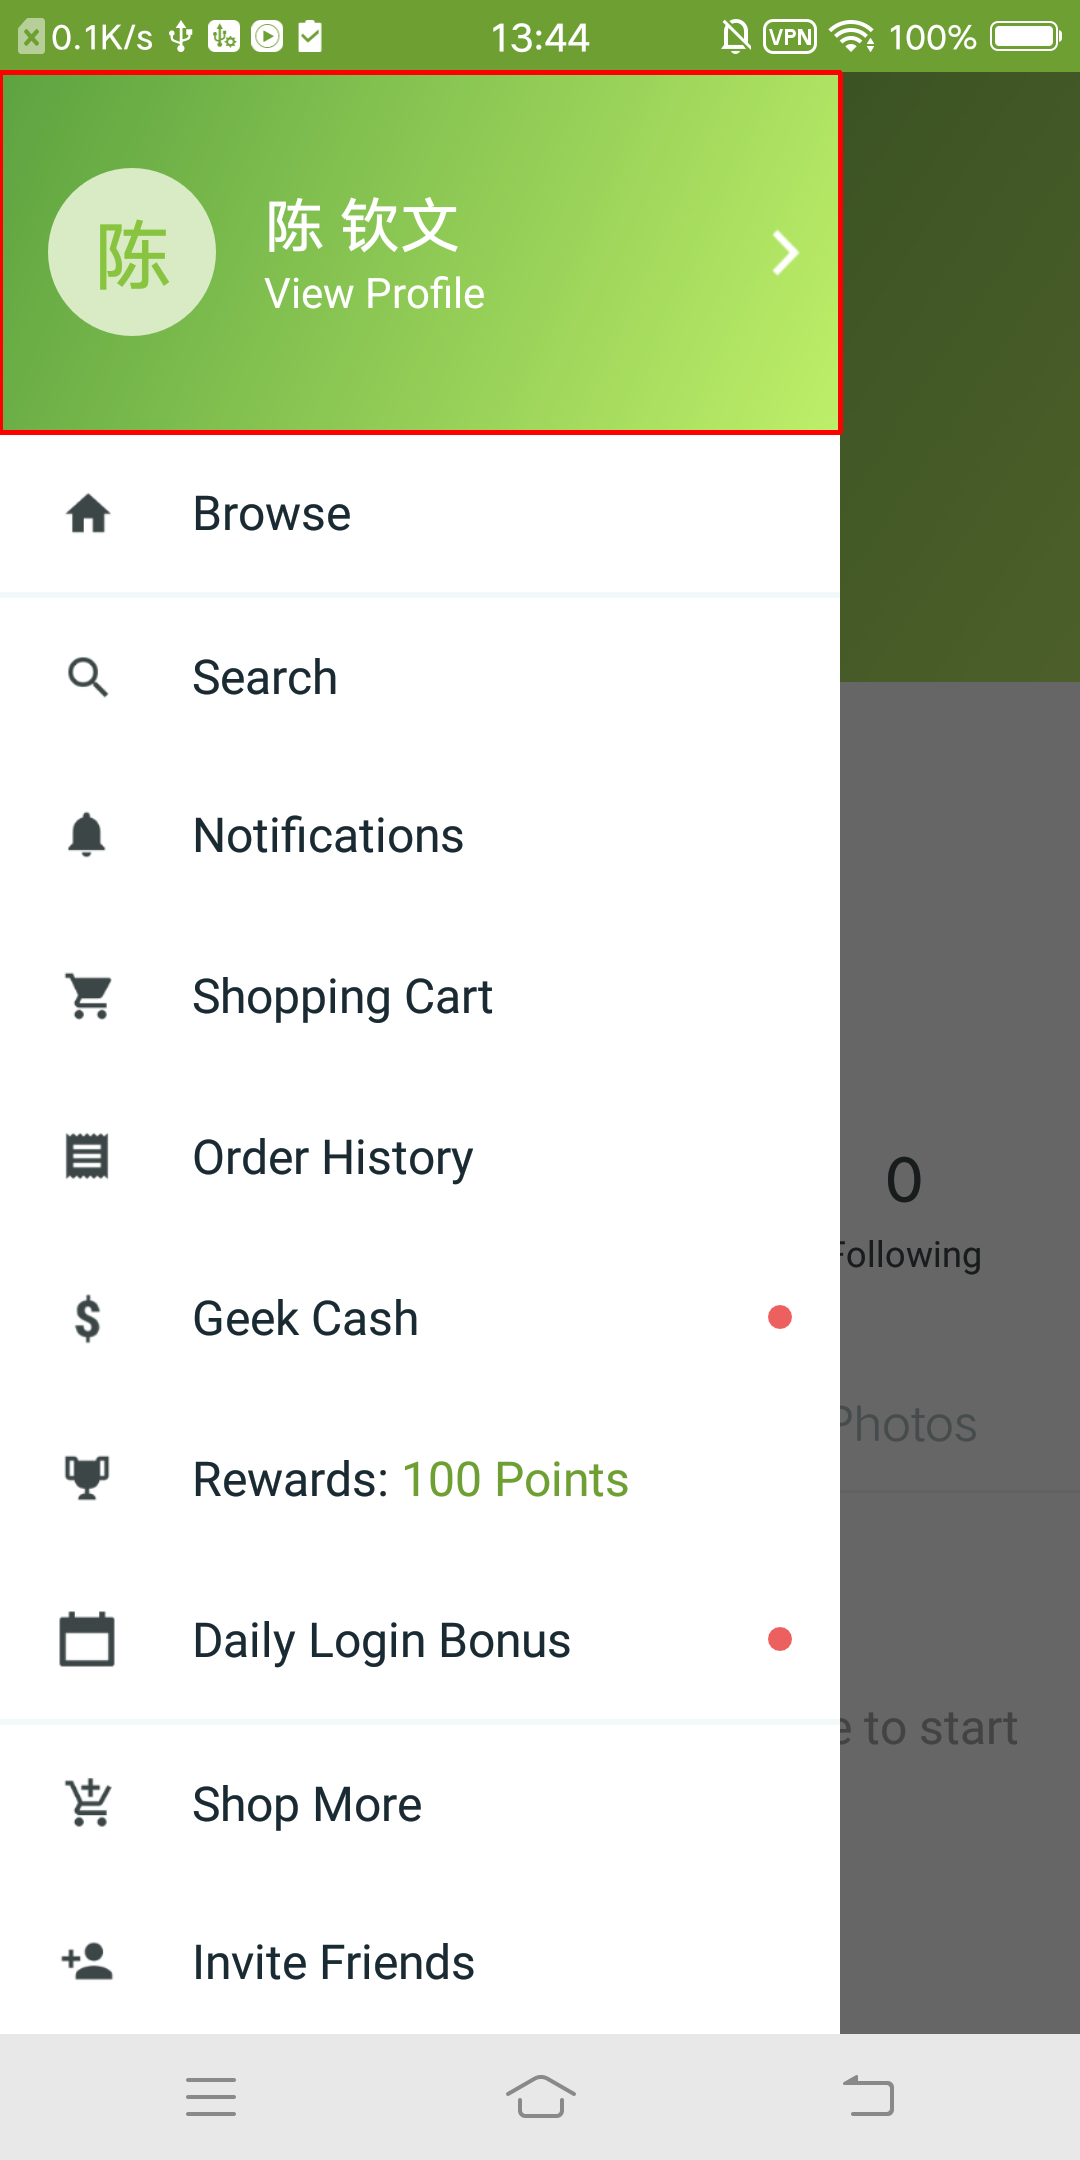 0.1K/s 13:44 VPN 100%
陈
陈 钦文
View Profile
Browse
Search
Notifications
Shopping Cart
Order History
0
Following
Geek Cash
Photos
Rewards: 100 Points
Daily Login Bonus
e to start
Shop More
Invite Friends